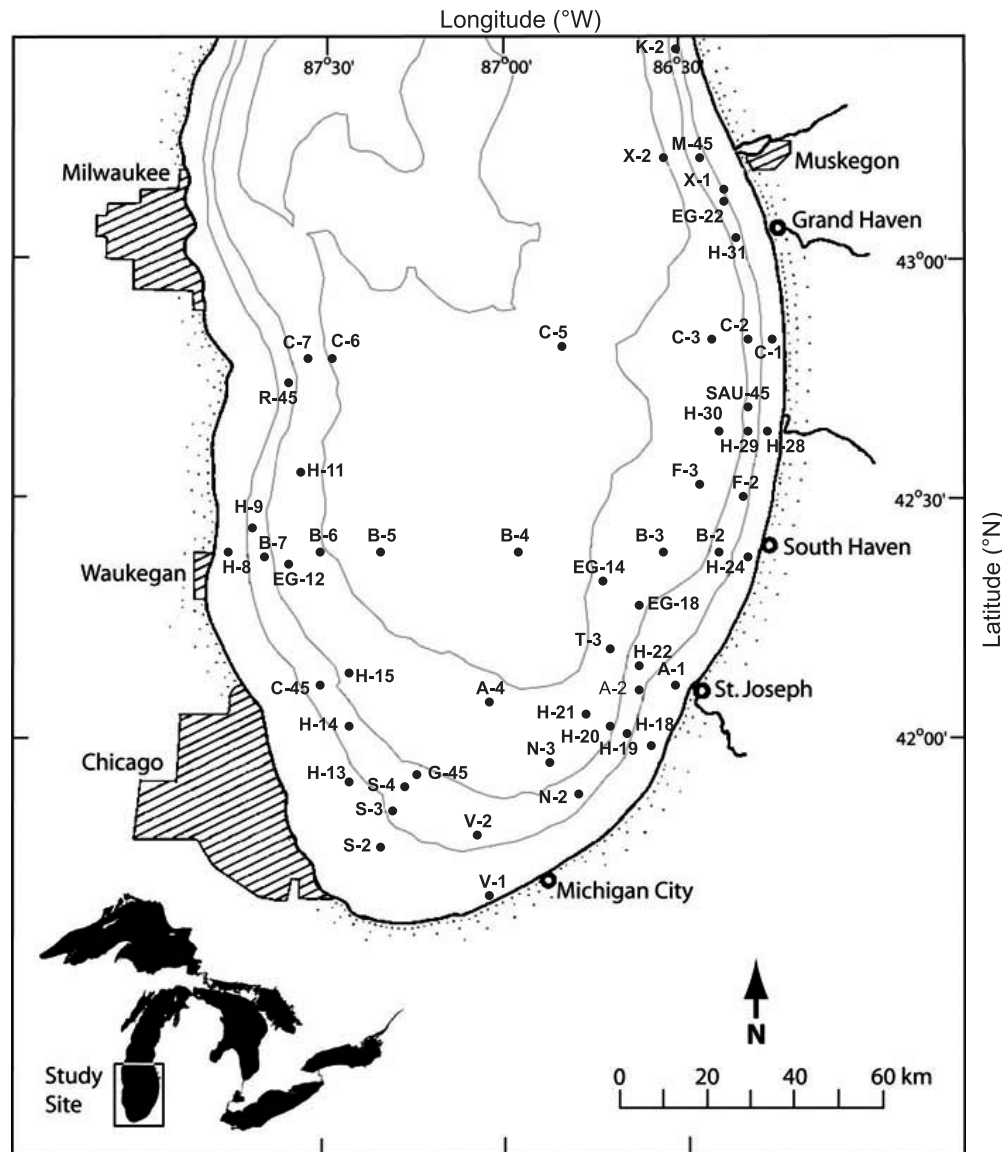 Longitude (°W)
K-2
87°30'
87°00'
86°30'
M-45
X-2
Muskegon
Milwaukee
X-1
EG-22
Grand Haven
H-31
43°00'
C-5
C-3
C-2
C-7
C-6
C-1
R-45
SAU-45
H-30
H-29
H-28
H-11
F-3
F-2
H-9
42°30'
B-7
B-6
B-5
B-4
B-3
B-2
South Haven
H-8
EG-12
H-24
Waukegan
EG-14
EG-18
Latitude (°N)
T-3
H-22
H-15
A-1
C-45
A-4
A-2
St. Joseph
H-21
H-14
H-20
H-18
42°00'
H-19
N-3
Chicago
H-13
G-45
S-4
N-2
S-3
V-2
S-2
V-1
Michigan City
N
Study
Site
0 20 40 60 km